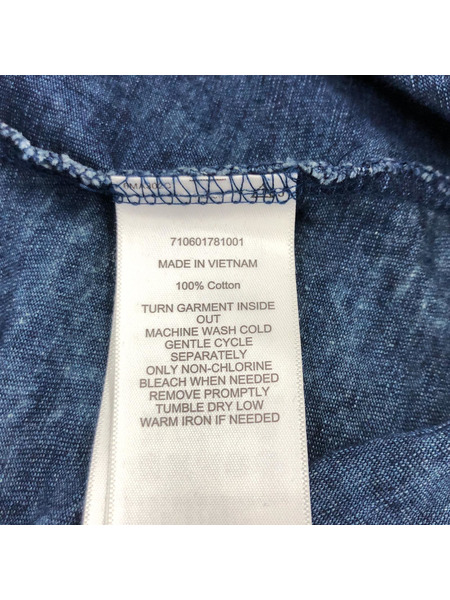 710601781001
MADE IN VIETNAM
100% Cotton
TURN GARMENT INSIDE
OUT
MACHINE WASH COLD
GENTLE CYCLE
SEPARATELY
ONLY NON-CHLORINE
BLEACH WHEN NEEDED
REMOVE PROMPTLY
TUMBLE DRY LOW
WARM IRON IF NEEDED